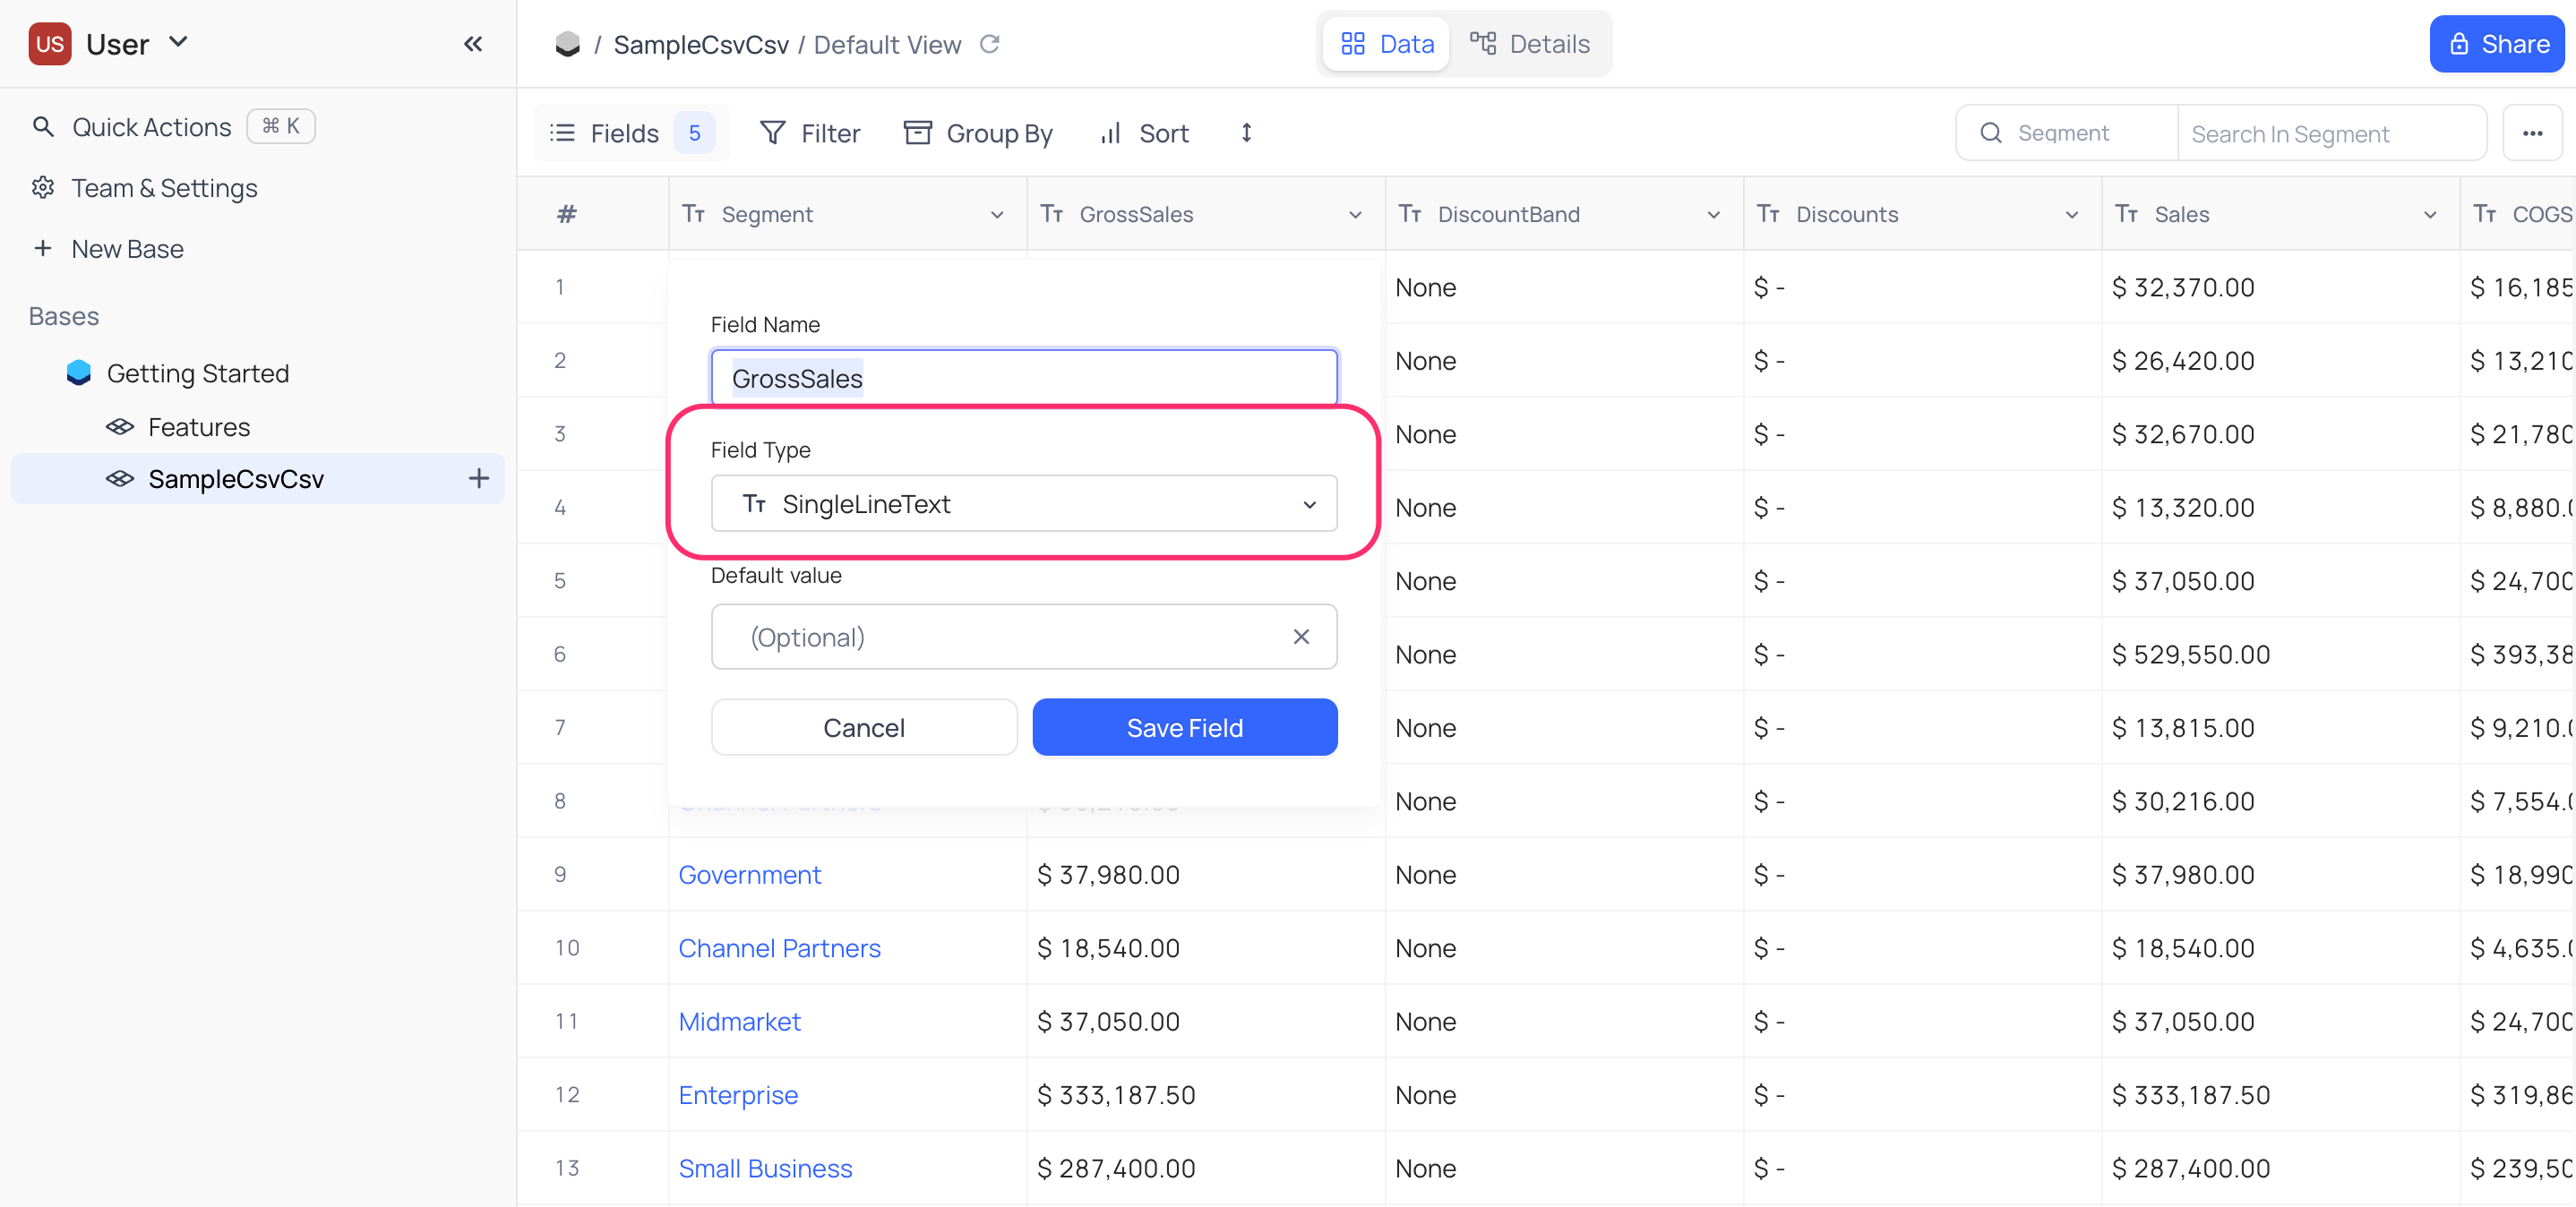 US User
/ SampleCsvCsv / Default View
Data Details
Share
Quick Actions ⌘ K
Team & Settings
+ New Base
Bases
Getting Started
Features
SampleCsvCsv +
Fields 5 Filter Group By Sort
Segment Search In Segment ...
# Segment GrossSales DiscountBand Discounts Sales COGS
Field Name
GrossSales
Field Type
SingleLineText
Default value
(Optional)
Cancel Save Field
1 None $ - $ 32,370.00 $ 16,185
2 None $ - $ 26,420.00 $ 13,210
3 None $ - $ 32,670.00 $ 21,780
4 None $ - $ 13,320.00 $ 8,880.0
5 None $ - $ 37,050.00 $ 24,700
6 None $ - $ 529,550.00 $ 393,38
7 None $ - $ 13,815.00 $ 9,210.0
8 None $ - $ 30,216.00 $ 7,554.0
9 Government $ 37,980.00 None $ - $ 37,980.00 $ 18,990
10 Channel Partners $ 18,540.00 None $ - $ 18,540.00 $ 4,635.0
11 Midmarket $ 37,050.00 None $ - $ 37,050.00 $ 24,700
12 Enterprise $ 333,187.50 None $ - $ 333,187.50 $ 319,86
13 Small Business $ 287,400.00 None $ - $ 287,400.00 $ 239,50